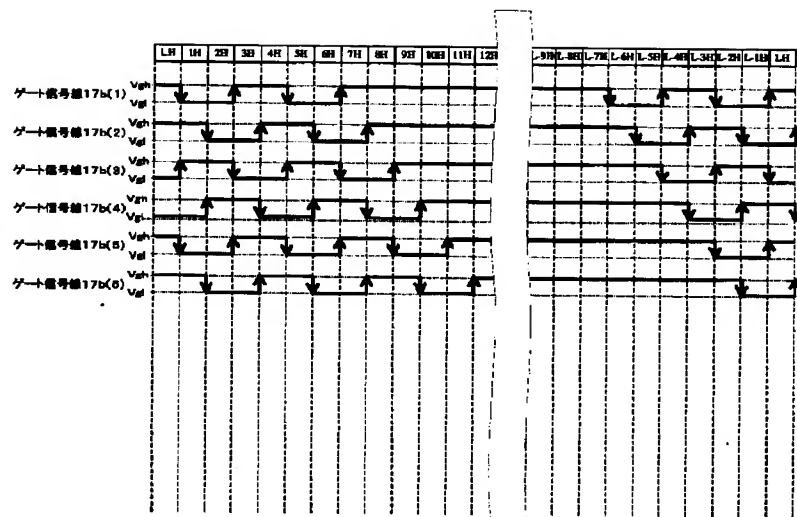 LH 1H 2H 3H 4H 5H 6H 7H 8H 9H 10H 11H 12H L-9H L-8H L-7H L-6H L-5H L-4H L-3H L-2H L-1H LH
ゲート信号線17b(1) Vgh
Vgl
ゲート信号線17b(2) Vgh
Vgl
ゲート信号線17b(3) Vgh
Vgl
ゲート信号線17b(4) Vgh
Vgl
ゲート信号線17b(5) Vgh
Vgl
ゲート信号線17b(6) Vgh
Vgl